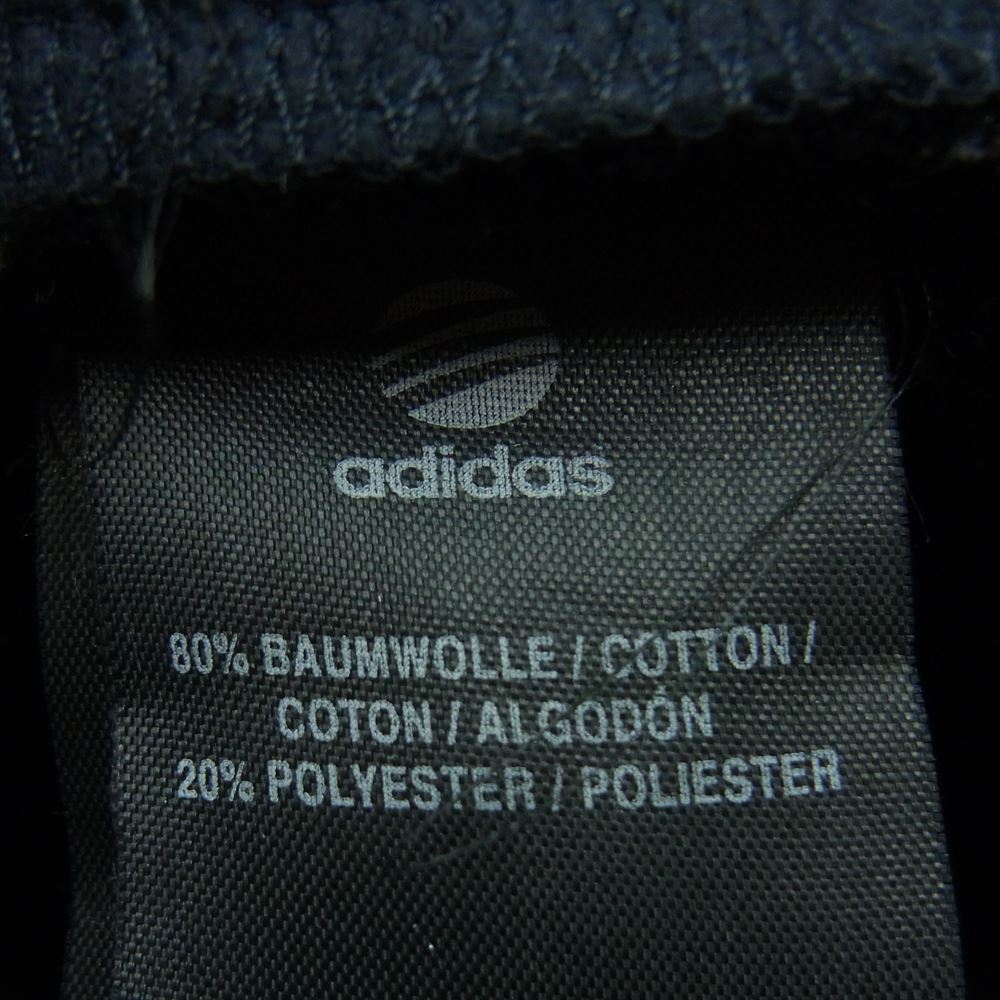 adidas
80% BAUMWOLLE / COTTON /
COTON / ALGODÓN
20% POLYESTER / POLIESTER